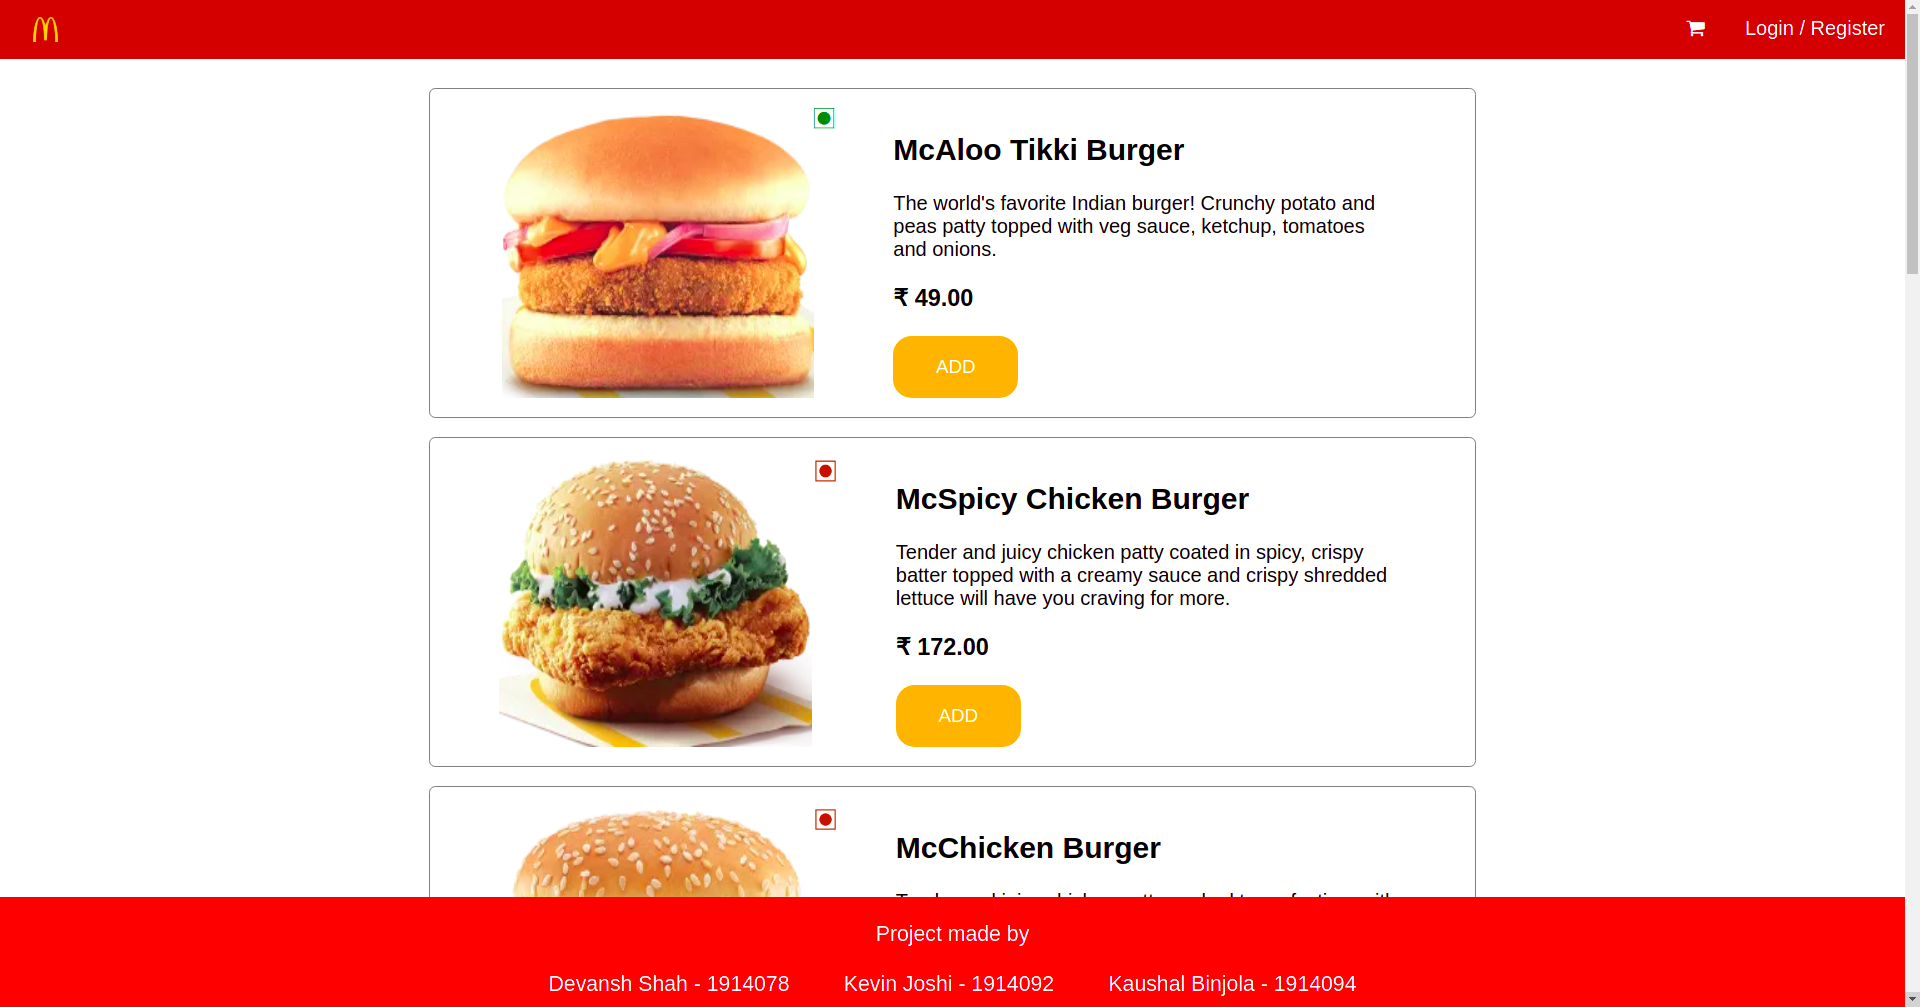 Login / Register
McAloo Tikki Burger
The world's favorite Indian burger! Crunchy potato and
peas patty topped with veg sauce, ketchup, tomatoes
and onions.
₹ 49.00
ADD
McSpicy Chicken Burger
Tender and juicy chicken patty coated in spicy, crispy
batter topped with a creamy sauce and crispy shredded
lettuce will have you craving for more.
₹ 172.00
ADD
McChicken Burger
Project made by
Devansh Shah - 1914078
Kevin Joshi - 1914092
Kaushal Binjola - 1914094